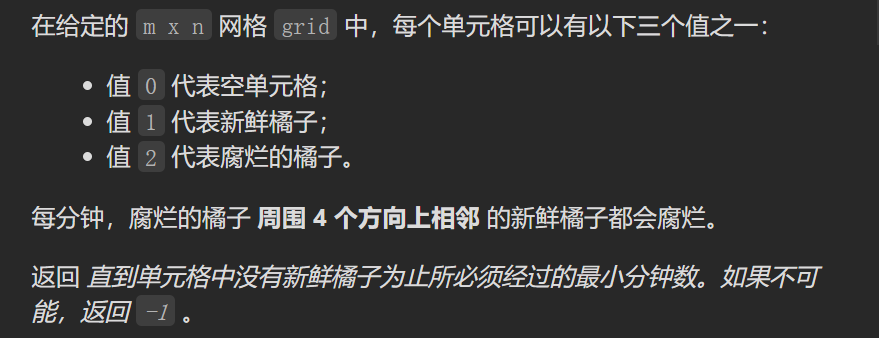 在给定的 m x n 网格 grid 中，每个单元格可以有以下三个值之一：
• 值 0 代表空单元格；
• 值 1 代表新鲜橘子；
• 值 2 代表腐烂的橘子。
每分钟，腐烂的橘子 周围 4 个方向上相邻 的新鲜橘子都会腐烂。
返回 直到单元格中没有新鲜橘子为止所必须经过的最小分钟数。如果不可
能，返回 -1 。